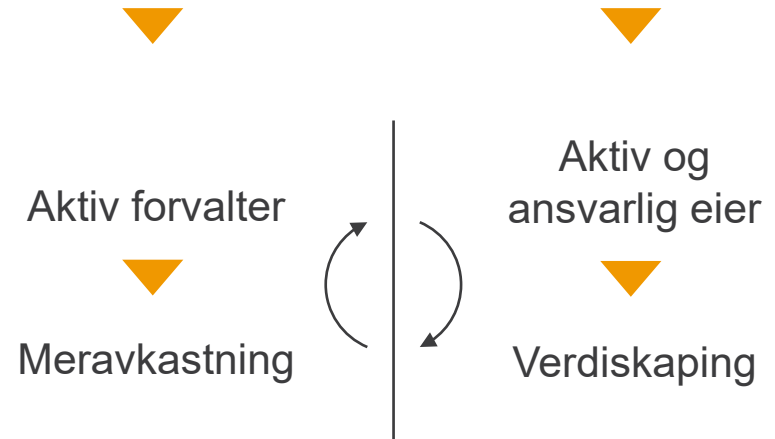 Aktiv forvalter
Meravkastning
Aktiv og
ansvarlig eier
Verdiskaping